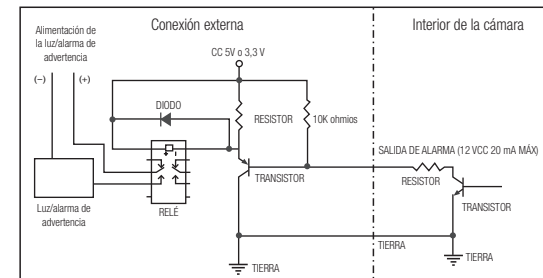 Conexión externa
Interior de la cámara
Alimentación de
la luz/alarma de
advertencia
(–)
(+)
CC 5V o 3,3 V
DIODO
RESISTOR
10K ohmios
SALIDA DE ALARMA (12 VCC 20 mA MÁX)
RESISTOR
TRANSISTOR
TRANSISTOR
Luz/alarma de
advertencia
RELÉ
TIERRA
TIERRA
TIERRA